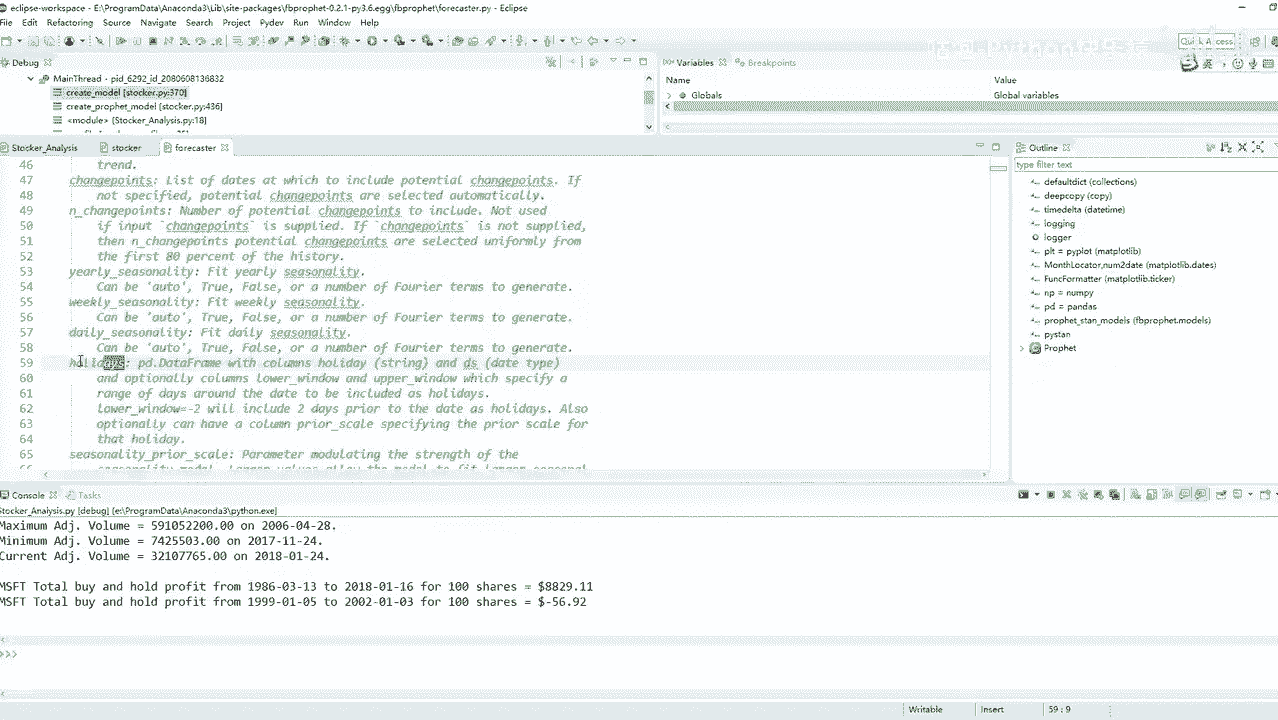 eclipse-workspace - E:\ProgramData\Anaconda3\Lib\site-packages\fbprophet-0.2.1-py3.6.egg\fbprophet\forecaster.py - Eclipse
File Edit Refactoring Source Navigate Search Project Pydev Run Window Help
Quick Access
Debug
Variables Breakpoints
MainThread - pid_6292_id_2080608136832
create_model [stocker.py:370]
create_prophet_model [stocker.py:436]
<module> [Stocker_Analysis.py:18]
Name Value
Globals Global variables
Stocker_Analysis stocker forecaster
Outline
type filter text
46 trend.
47 changepoints: List of dates at which to include potential changepoints. If
48 not specified, potential changepoints are selected automatically.
49 n_changepoints: Number of potential changepoints to include. Not used
50 if input `changepoints` is supplied. If `changepoints` is not supplied,
51 then n_changepoints potential changepoints are selected uniformly from
52 the first 80 percent of the history.
53 yearly_seasonality: Fit yearly seasonality.
54 Can be 'auto', True, False, or a number of Fourier terms to generate.
55 weekly_seasonality: Fit weekly seasonality.
56 Can be 'auto', True, False, or a number of Fourier terms to generate.
57 daily_seasonality: Fit daily seasonality.
58 Can be 'auto', True, False, or a number of Fourier terms to generate.
59 holidays: pd.DataFrame with columns holiday (string) and ds (date type)
60 and optionally columns lower_window and upper_window which specify a
61 range of days around the date to be included as holidays.
62 lower_window=-2 will include 2 days prior to the date as holidays. Also
63 optionally can have a column prior_scale specifying the prior scale for
64 that holiday.
65 seasonality_prior_scale: Parameter modulating the strength of the
defaultdict (collections)
deepcopy (copy)
timedelta (datetime)
logging
logger
plt = pyplot (matplotlib)
MonthLocator,num2date (matplotlib.dates)
FuncFormatter (matplotlib.ticker)
np = numpy
pd = pandas
prophet_stan_models (fbprophet.models)
pystan
Prophet
Console Tasks
Stocker_Analysis.py [debug] [e:\ProgramData\Anaconda3\python.exe]
Maximum Adj. Volume = 591052200.00 on 2006-04-28.
Minimum Adj. Volume = 7425503.00 on 2017-11-24.
Current Adj. Volume = 32107765.00 on 2018-01-24.
MSFT Total buy and hold profit from 1986-03-13 to 2018-01-16 for 100 shares = $8829.11
MSFT Total buy and hold profit from 1999-01-05 to 2002-01-03 for 100 shares = $-56.92
>>>
Writable Insert 59 : 9